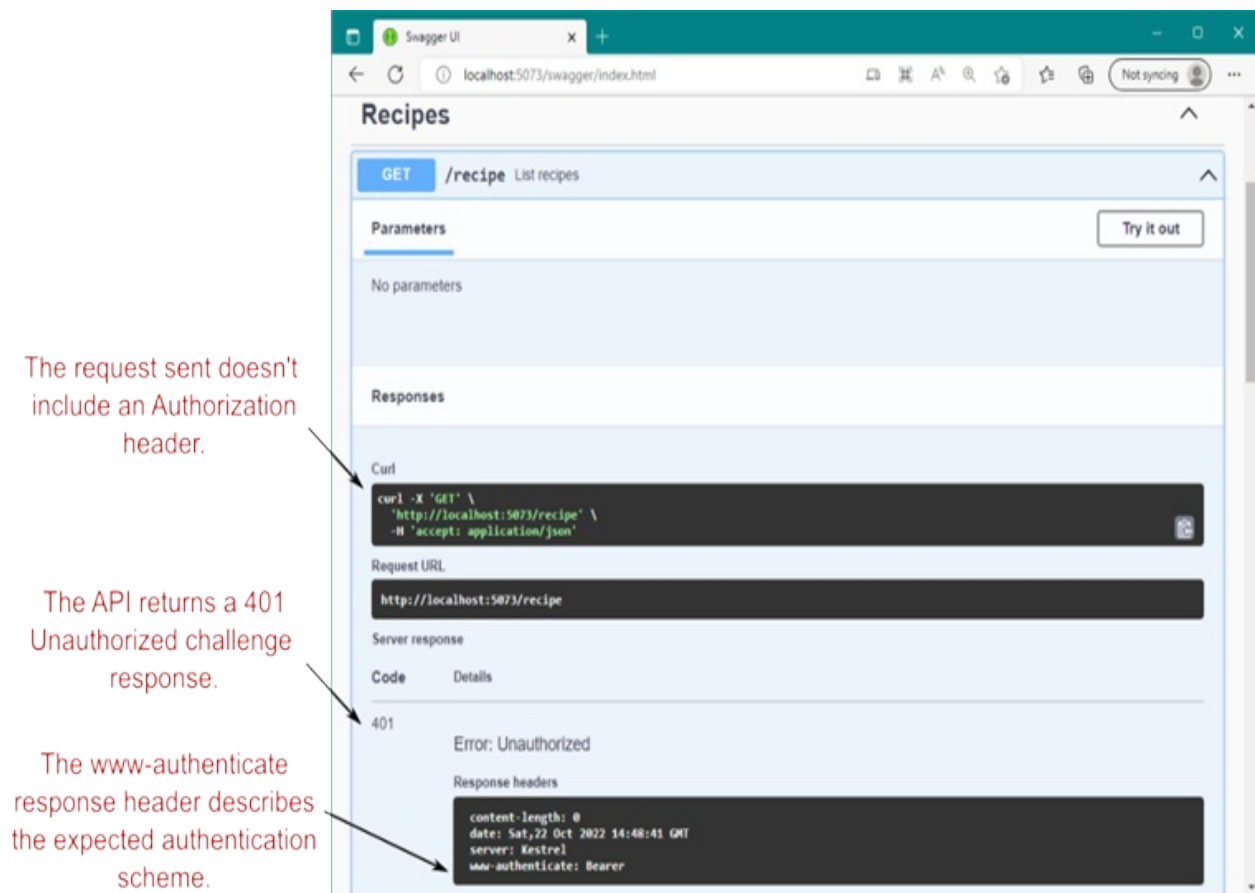 Swagger UI
localhost:5073/swagger/index.html
Not syncing
Recipes
GET /recipe List recipes
Parameters
Try it out
No parameters
The request sent doesn't
include an Authorization
header.
Responses
Curl
curl -X 'GET' \
'http://localhost:5073/recipe' \
-H 'accept: application/json'
Request URL
http://localhost:5073/recipe
The API returns a 401
Unauthorized challenge
response.
Server response
Code Details
401
Error: Unauthorized
The www-authenticate
response header describes
the expected authentication
scheme.
Response headers
content-length: 0
date: Sat,22 Oct 2022 14:48:41 GMT
server: Kestrel
www-authenticate: Bearer